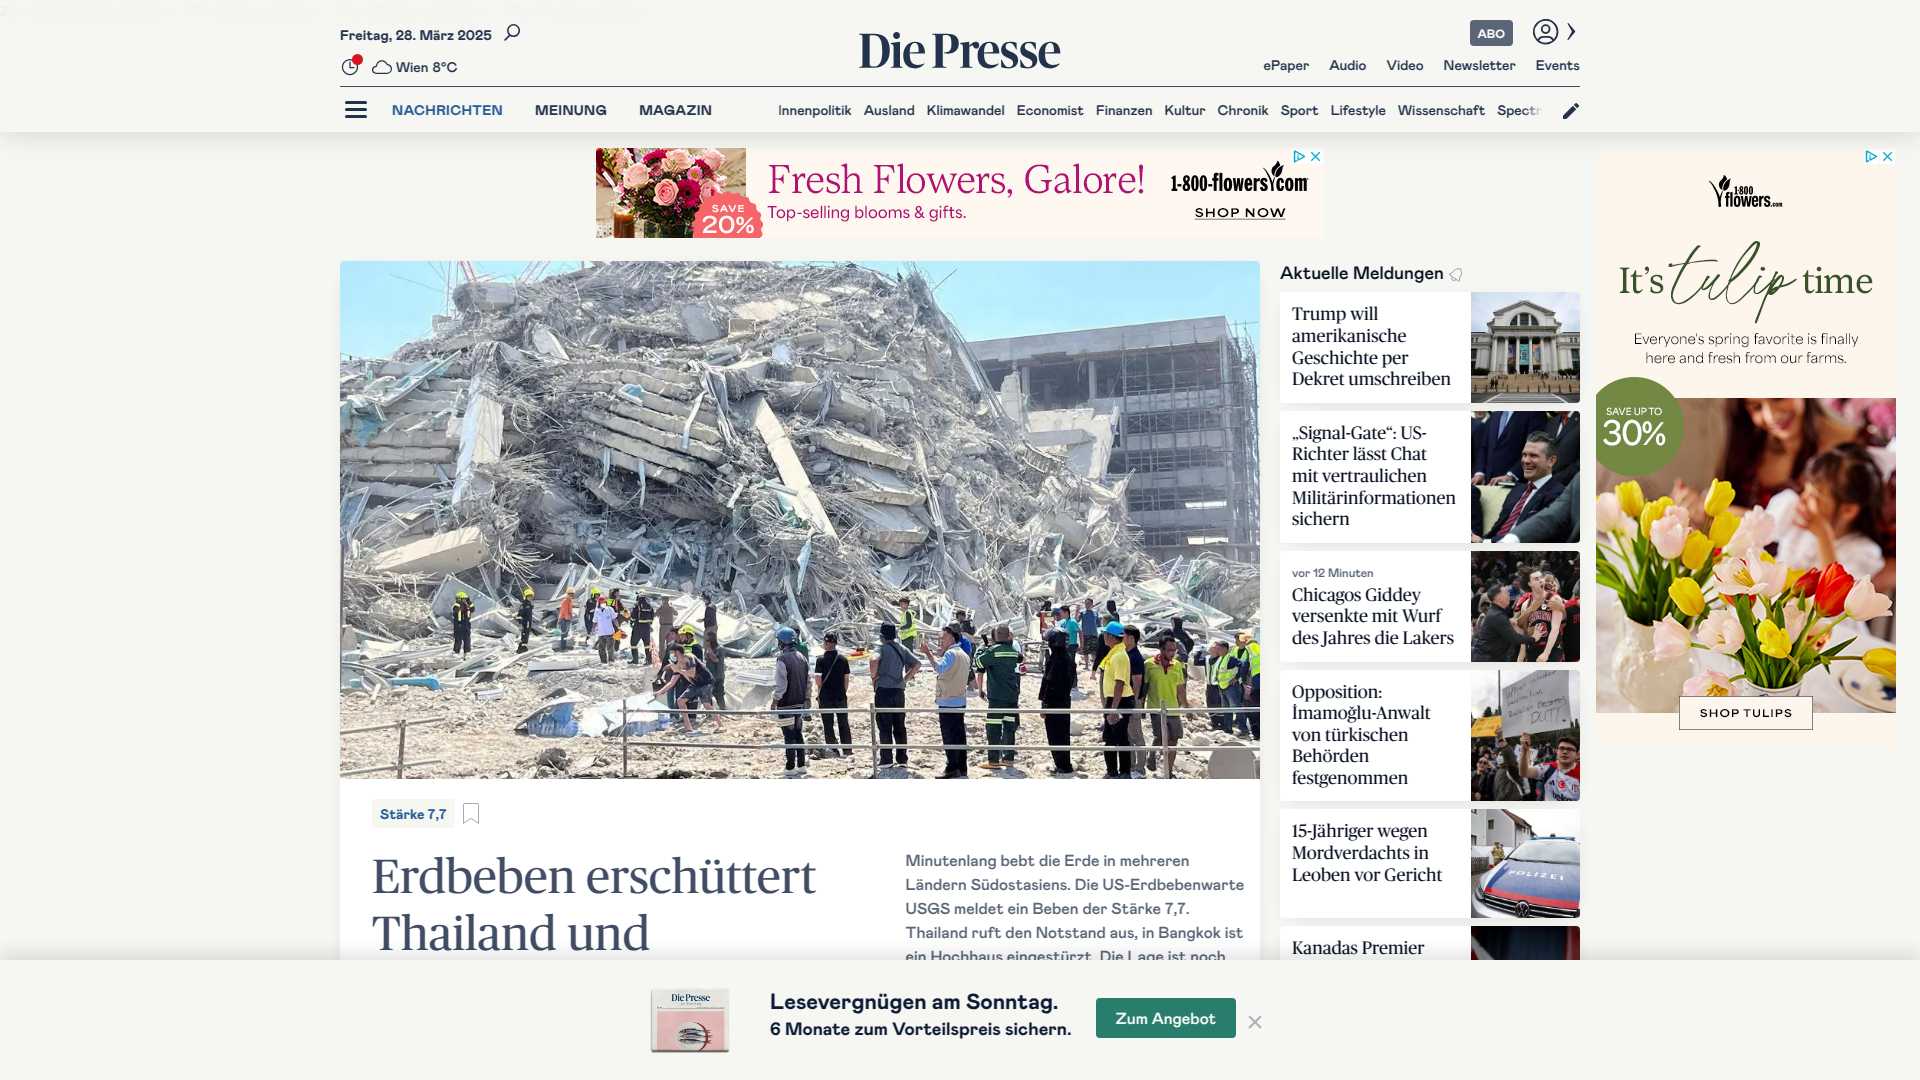 Freitag, 28. März 2025
Wien 8°C
Die Presse
ABO
ePaper Audio Video Newsletter Events
NACHRICHTEN MEINUNG MAGAZIN
Innenpolitik Ausland Klimawandel Economist Finanzen Kultur Chronik Sport Lifestyle Wissenschaft Spectr
SAVE
20%
Fresh Flowers, Galore!
Top-selling blooms & gifts.
1-800-flowers.com
SHOP NOW
Stärke 7,7
Erdbeben erschüttert
Thailand und
Minutenlang bebt die Erde in mehreren
Ländern Südostasiens. Die US-Erdbebenwarte
USGS meldet ein Beben der Stärke 7,7.
Thailand ruft den Notstand aus, in Bangkok ist
ein Hochhaus eingestürzt. Die Lage ist noch
Aktuelle Meldungen
Trump will
amerikanische
Geschichte per
Dekret umschreiben
„Signal-Gate“: US-
Richter lässt Chat
mit vertraulichen
Militärinformationen
sichern
vor 12 Minuten
Chicagos Giddey
versenkte mit Wurf
des Jahres die Lakers
Opposition:
İmamoğlu-Anwalt
von türkischen
Behörden
festgenommen
15-Jähriger wegen
Mordverdachts in
Leoben vor Gericht
POLIZEI
Kanadas Premier
1-800
flowers.com
It's tulip time
Everyone's spring favorite is finally
here and fresh from our farms.
SAVE UP TO
30%
SHOP TULIPS
Die Presse
Lesevergnügen am Sonntag.
6 Monate zum Vorteilspreis sichern.
Zum Angebot